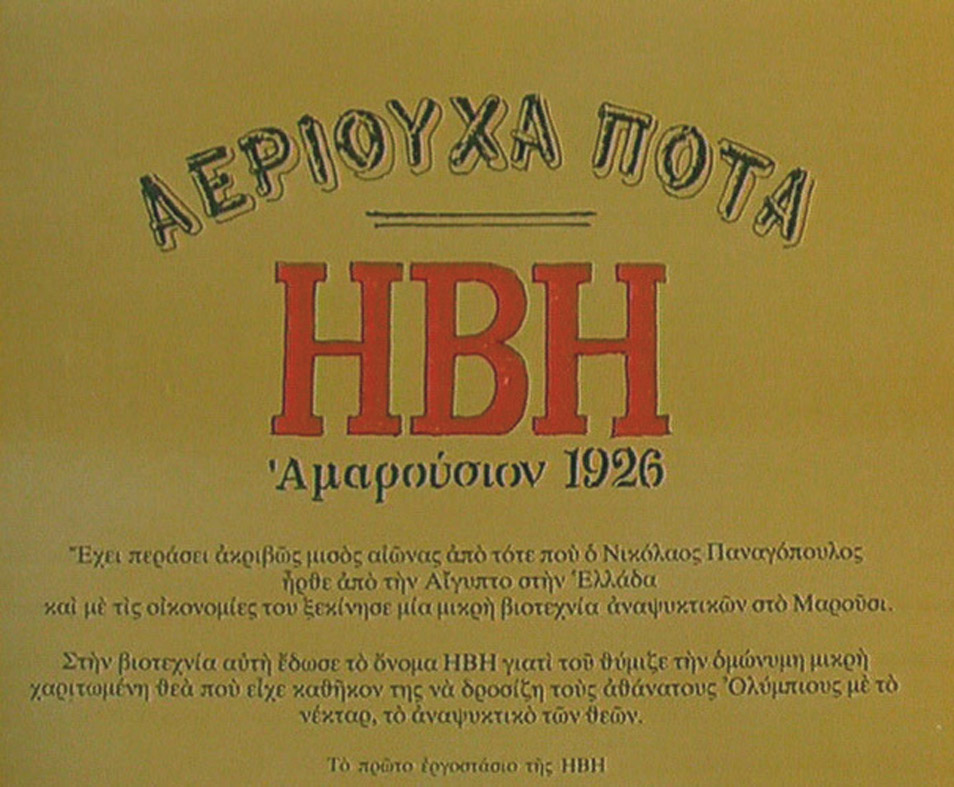 ΑΕΡΙΟΥΧΑ ΠΟΤΑ
ΗΒΗ
Ἀμαρούσιον 1926
Ἔχει περάσει ἀκριβῶς μισὸς αἰῶνας ἀπὸ τότε ποὺ ὁ Νικόλαος Παναγόπουλος
ἦρθε ἀπὸ τὴν Αἴγυπτο στὴν Ἑλλάδα
καὶ μὲ τὶς οἰκονομίες του ξεκίνησε μία μικρὴ βιοτεχνία ἀναψυκτικῶν στὸ Μαροῦσι.
Στὴν βιοτεχνία αὐτὴ ἔδωσε τὸ ὄνομα ΗΒΗ γιατὶ τοῦ θύμιζε τὴν ὁμώνυμη μικρὴ
χαριτωμένη θεὰ ποὺ εἶχε καθῆκον της νὰ δροσίζη τοὺς ἀθάνατους Ὀλύμπιους μὲ τὸ
νέκταρ, τὸ ἀναψυκτικὸ τῶν θεῶν.
Τὸ πρῶτο ἐργοστάσιο τῆς ΗΒΗ